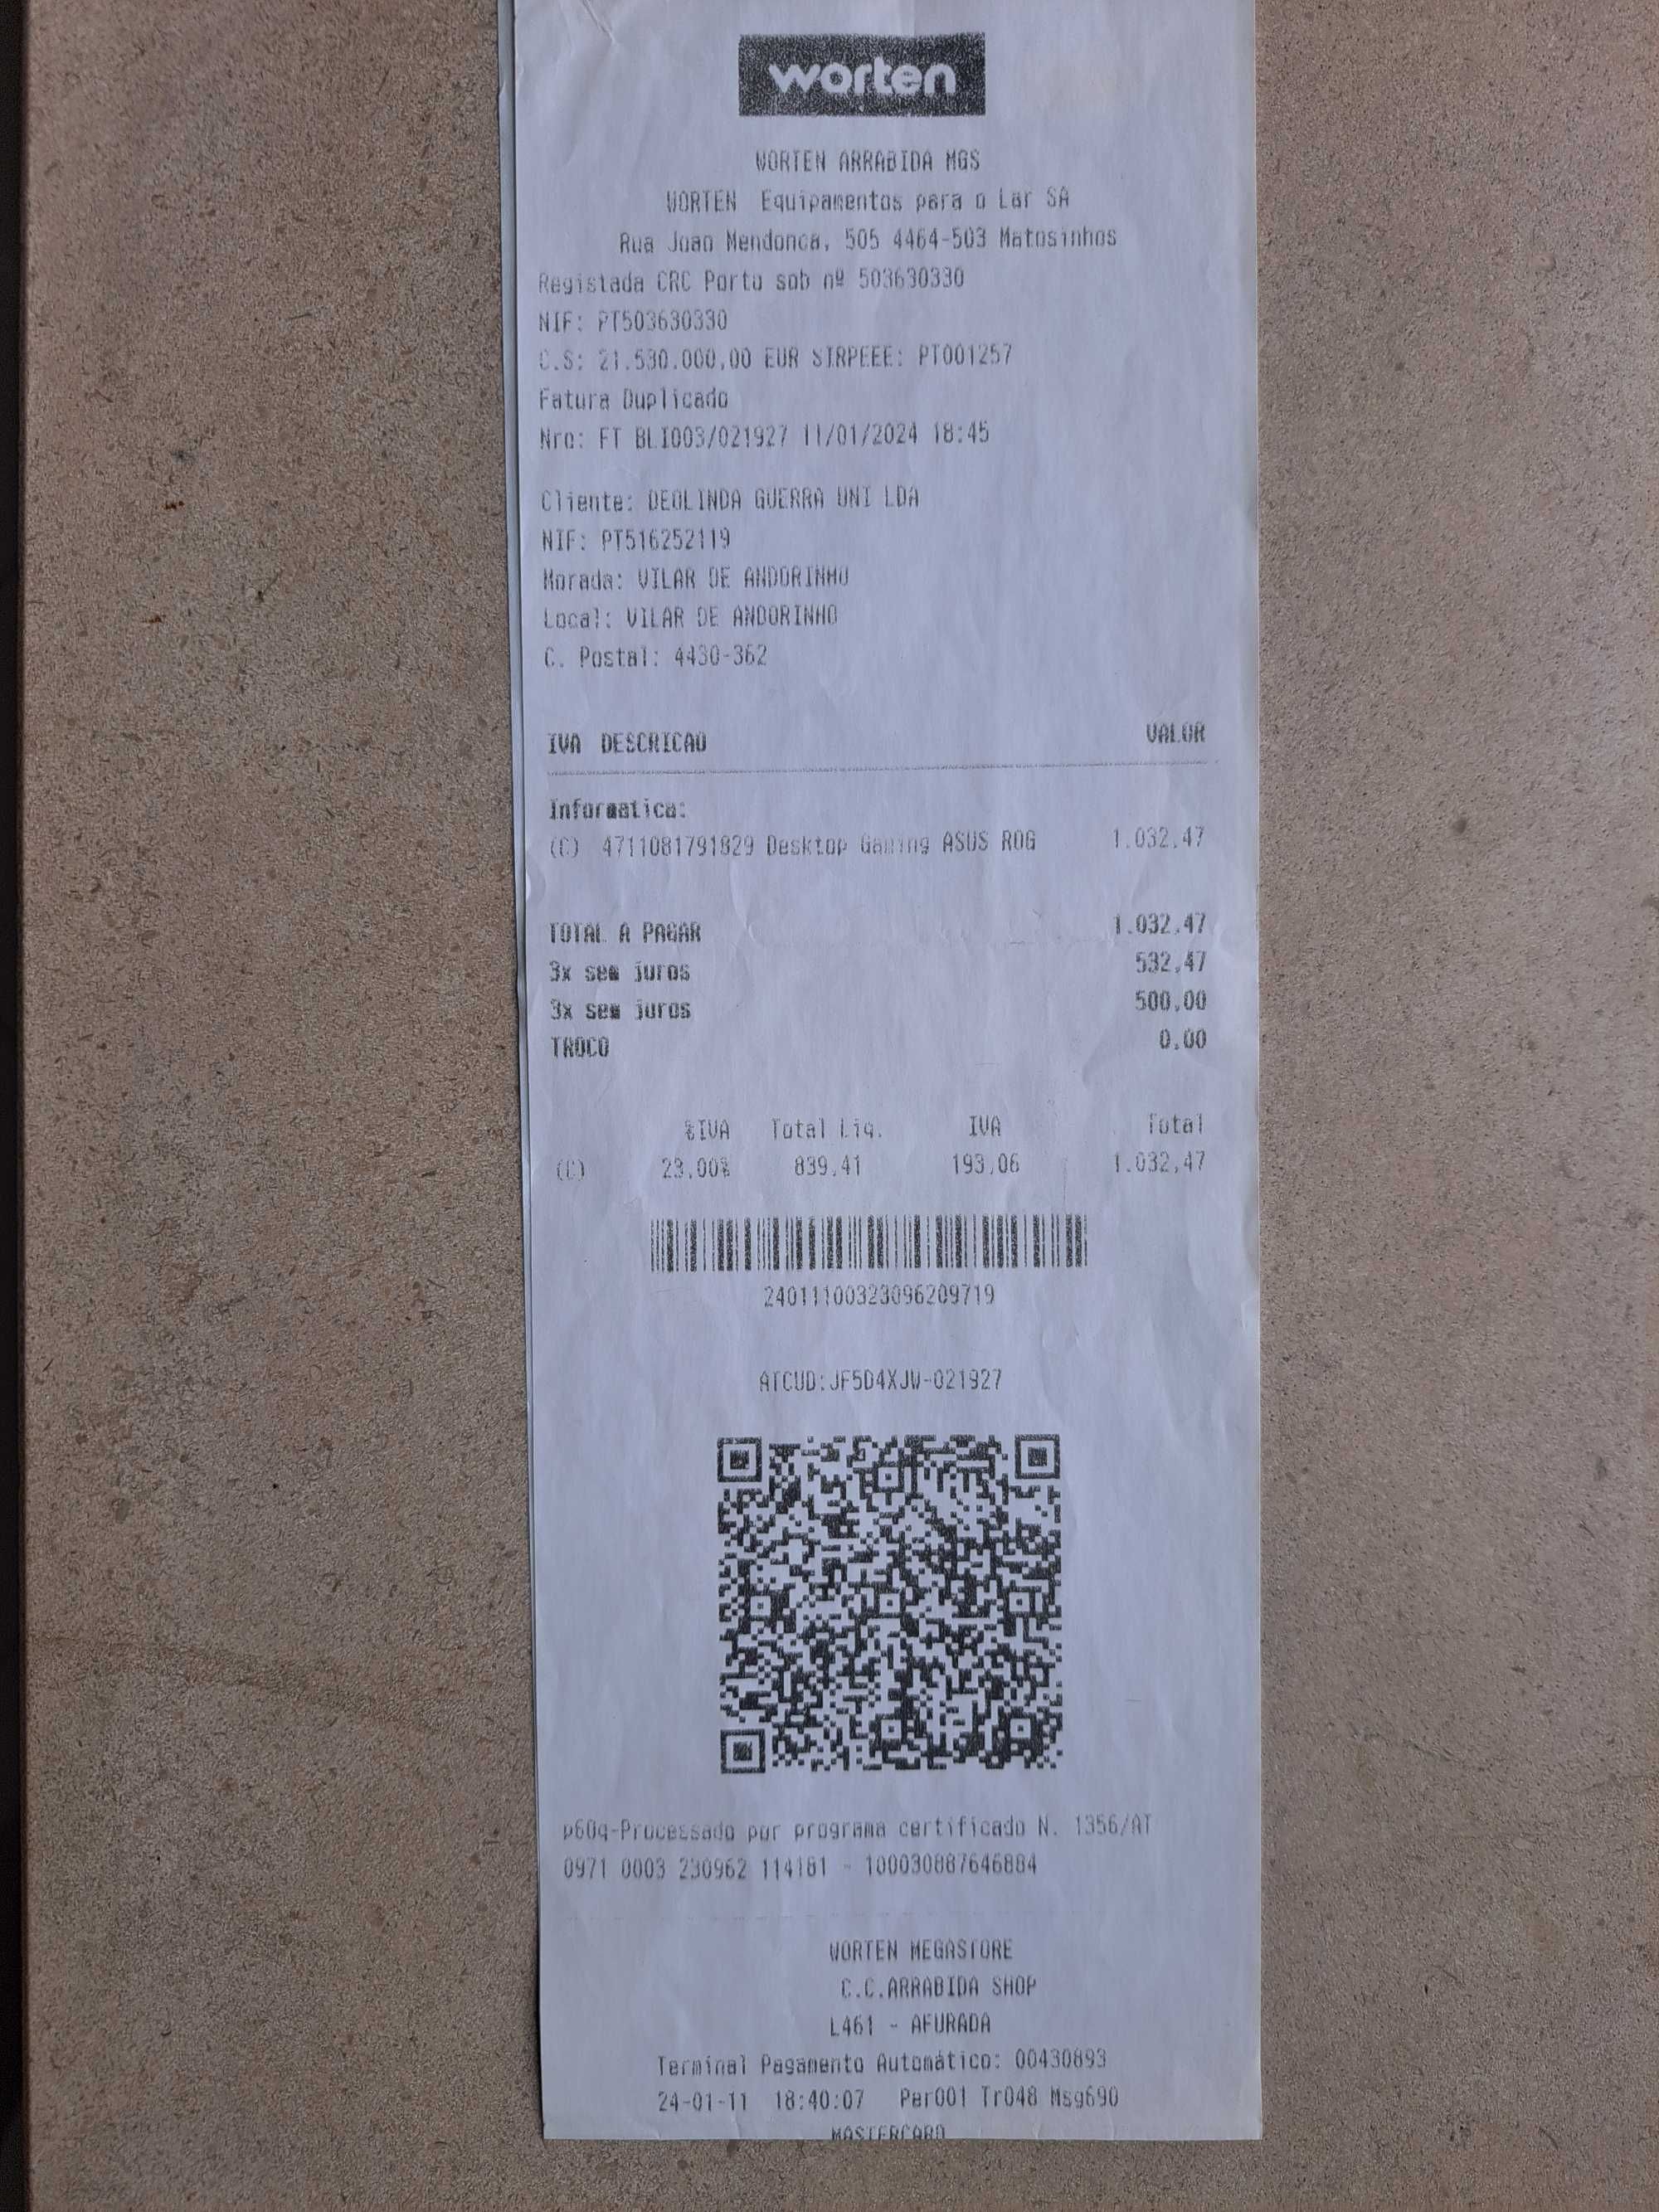 worten
WORTEN ARRABIDA MGS
WORTEN Equipamentos para o Lar SA
Rua Joao Mendonca, 505 4464-503 Matosinhos
Registada CRC Porto sob nº 503630330
NIF: PT503630330
C.S: 21.530.000,00 EUR SIRPEEE: PT001257
Fatura Duplicado
Nro: FT BLI003/021927 11/01/2024 18:45
Cliente: DEOLINDA GUERRA UNI LDA
NIF: PT516252119
Morada: VILAR DE ANDORINHO
Local: VILAR DE ANDORINHO
C. Postal: 4430-362
IVA DESCRICAO VALOR
Informatica:
(C) 4711081791829 Desktop Gaming ASUS ROG 1.032,47
TOTAL A PAGAR 1.032,47
3x sem juros 532,47
3x sem juros 500,00
TROCO 0,00
%IVA Total Liq. IVA Total
(C) 23,00% 839,41 193,06 1.032,47
24011100323096209719
ATCUD:JF5D4XJW-021927
p60q-Processado por programa certificado N. 1356/AT
0971 0003 230962 114181 - 100030887646884
WORTEN MEGASTORE
C.C.ARRABIDA SHOP
L461 - AFURADA
Terminal Pagamento Automático: 00430893
24-01-11 18:40:07 Per001 Tr048 Msg690
MASTERCARD